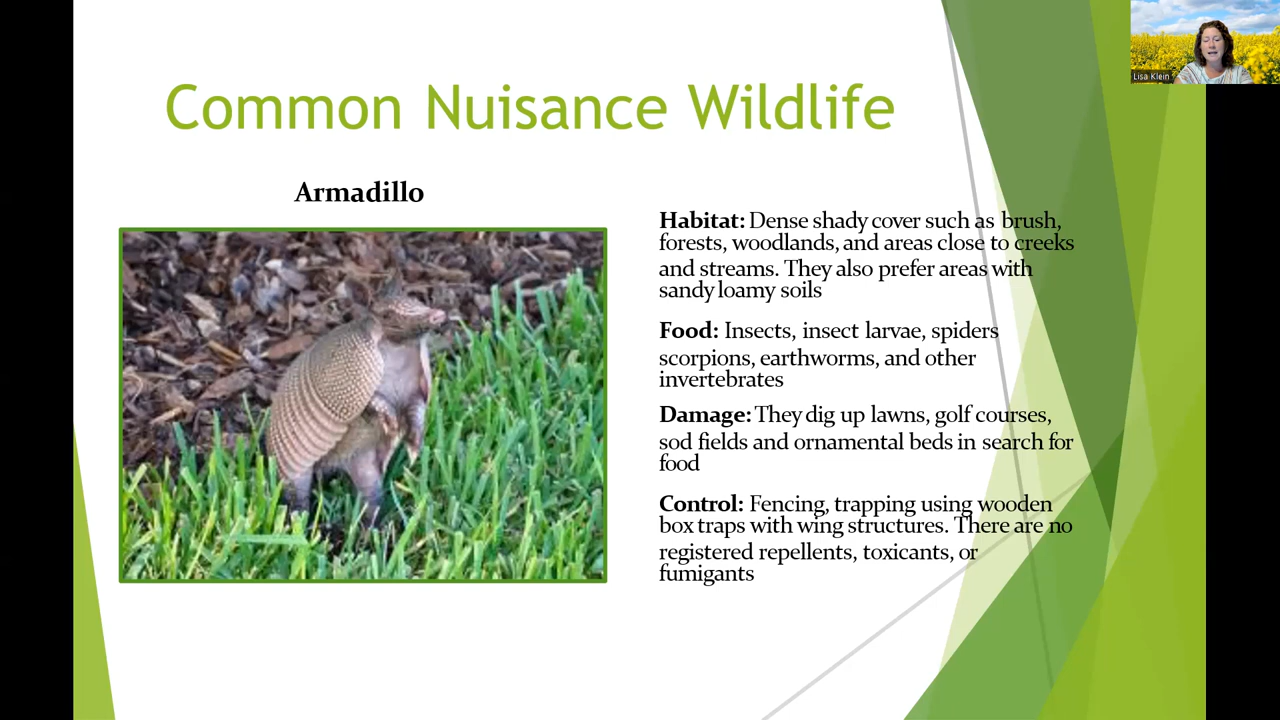 Common Nuisance Wildlife
Lisa Klein
Armadillo
Habitat: Dense shady cover such as brush,
forests, woodlands, and areas close to creeks
and streams. They also prefer areas with
sandy loamy soils
Food: Insects, insect larvae, spiders
scorpions, earthworms, and other
invertebrates
Damage: They dig up lawns, golf courses,
sod fields and ornamental beds in search for
food
Control: Fencing, trapping using wooden
box traps with wing structures. There are no
registered repellents, toxicants, or
fumigants